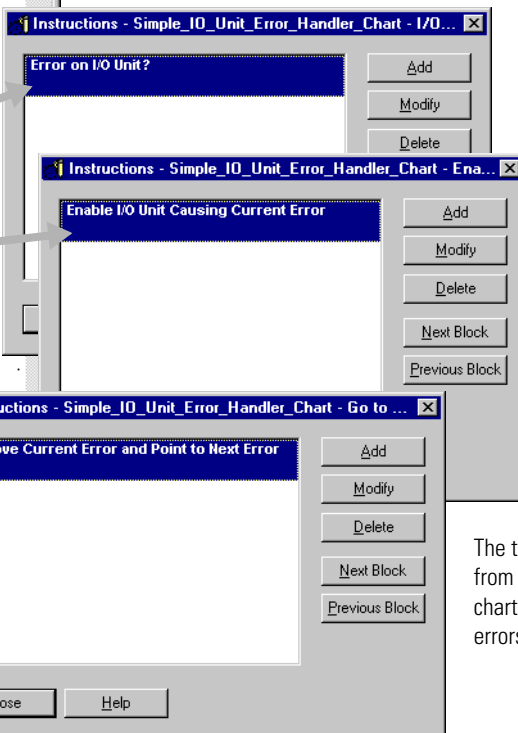 Instructions - Simple_IO_Unit_Error_Handler_Chart - I/O...
Error on I/O Unit?
Add
Modify
Delete
Instructions - Simple_IO_Unit_Error_Handler_Chart - Ena...
Enable I/O Unit Causing Current Error
Add
Modify
Delete
Next Block
Previous Block
uctions - Simple_IO_Unit_Error_Handler_Chart - Go to ...
ve Current Error and Point to Next Error
Add
Modify
Delete
Next Block
Previous Block
ose
Help
The t
from
chart
errors